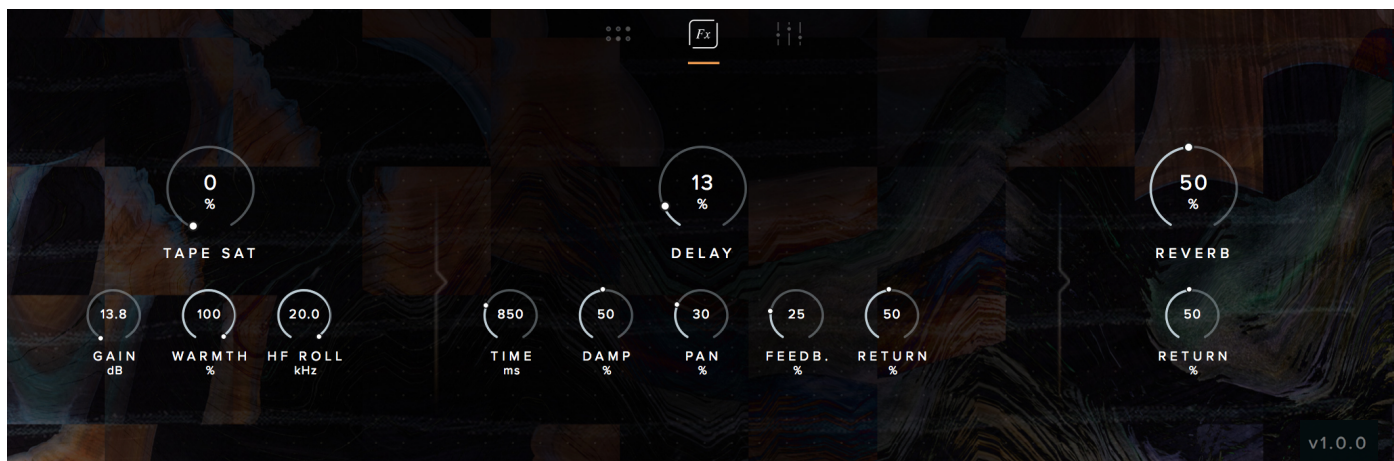 Fx
0
%
TAPE SAT
13
%
DELAY
50
%
REVERB
13.8
GAIN
dB
100
WARMTH
%
20.0
HF ROLL
kHz
850
TIME
ms
50
DAMP
%
30
PAN
%
25
FEEDB.
%
50
RETURN
%
50
RETURN
%
v1.0.0